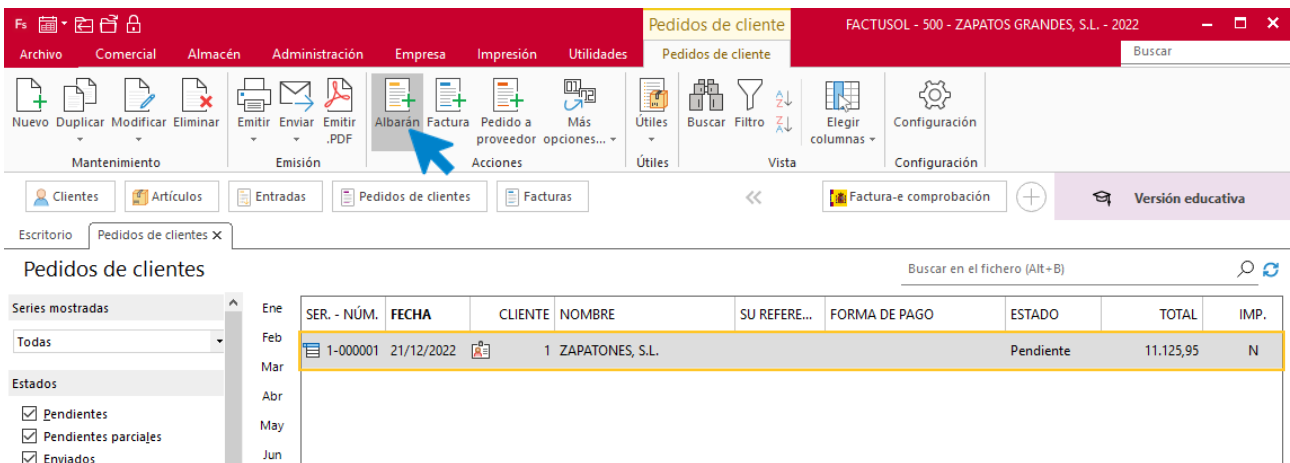 Fs Pedidos de cliente FACTUSOL - 500 - ZAPATOS GRANDES, S.L. - 2022
Archivo Comercial Almacén Administración Empresa Impresión Utilidades Pedidos de cliente Buscar
Nuevo Duplicar Modificar Eliminar Emitir Enviar Emitir .PDF Albarán Factura Pedido a proveedor Más opciones... Útiles Buscar Filtro Elegir columnas Configuración
Mantenimiento Emisión Acciones Útiles Vista Configuración
Clientes Artículos Entradas Pedidos de clientes Facturas Factura-e comprobación Versión educativa
Escritorio Pedidos de clientes
Pedidos de clientes Buscar en el fichero (Alt+B)
Series mostradas Ene SER. - NÚM. FECHA CLIENTE NOMBRE SU REFERE... FORMA DE PAGO ESTADO TOTAL IMP.
Todas Feb 1-000001 21/12/2022 1 ZAPATONES, S.L. Pendiente 11.125,95 N
Mar
Estados
Abr
Pendientes
May
Pendientes parciales
Jun
Enviados